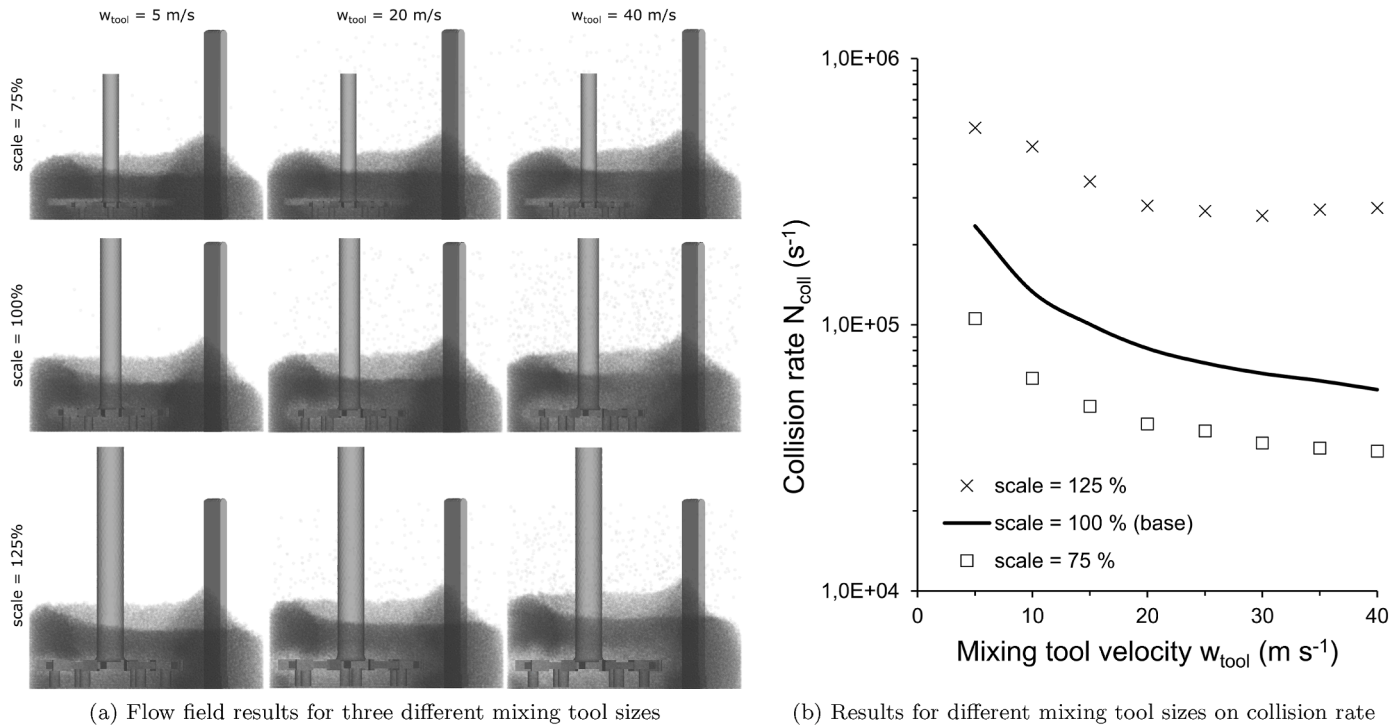 w_tool = 5 m/s
w_tool = 20 m/s
w_tool = 40 m/s
scale = 75%
scale = 100%
scale = 125%
(a) Flow field results for three different mixing tool sizes
1,0E+06
1,0E+05
1,0E+04
Collision rate N_coll (s^-1)
scale = 125 %
scale = 100 % (base)
scale = 75 %
0 10 20 30 40
Mixing tool velocity w_tool (m s^-1)
(b) Results for different mixing tool sizes on collision rate